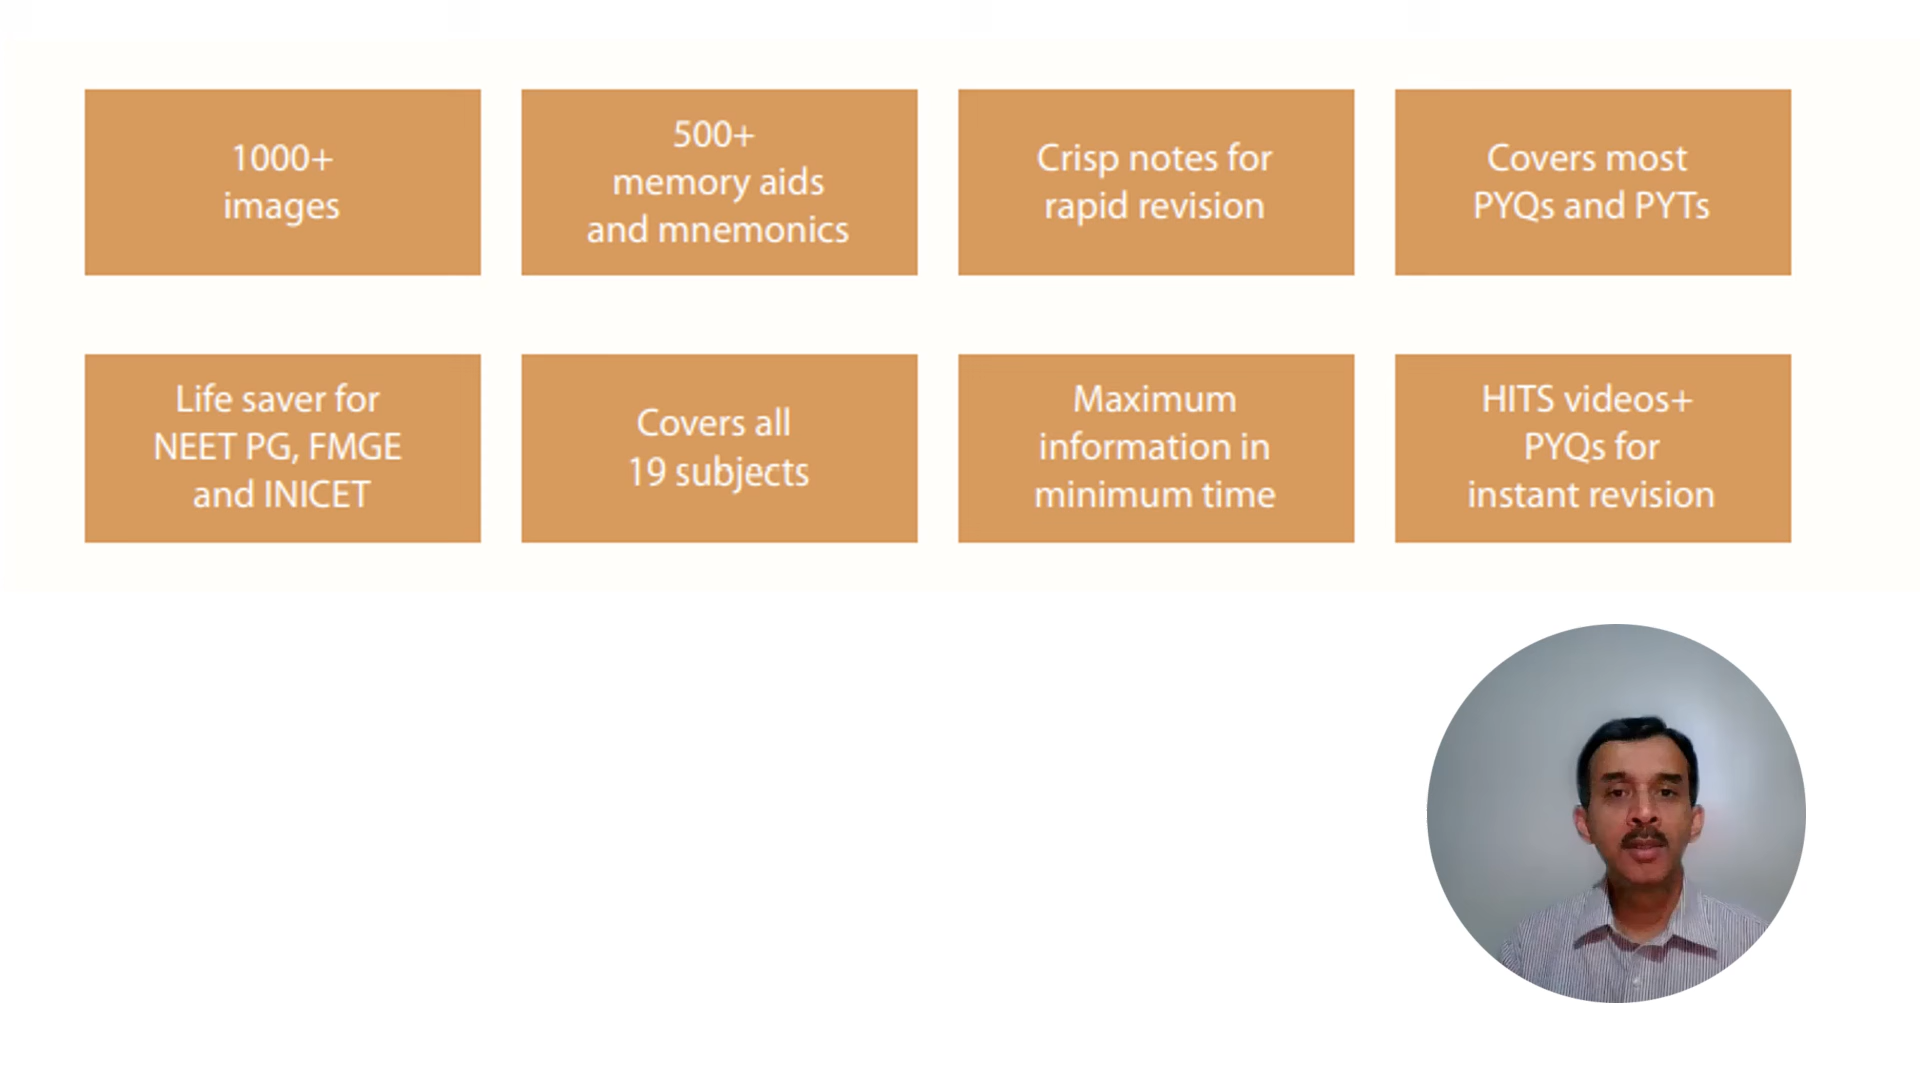 1000+
images
500+
memory aids
and mnemonics
Crisp notes for
rapid revision
Covers most
PYQs and PYTs
Life saver for
NEET PG, FMGE
and INICET
Covers all
19 subjects
Maximum
information in
minimum time
HITS videos+
PYQs for
instant revision